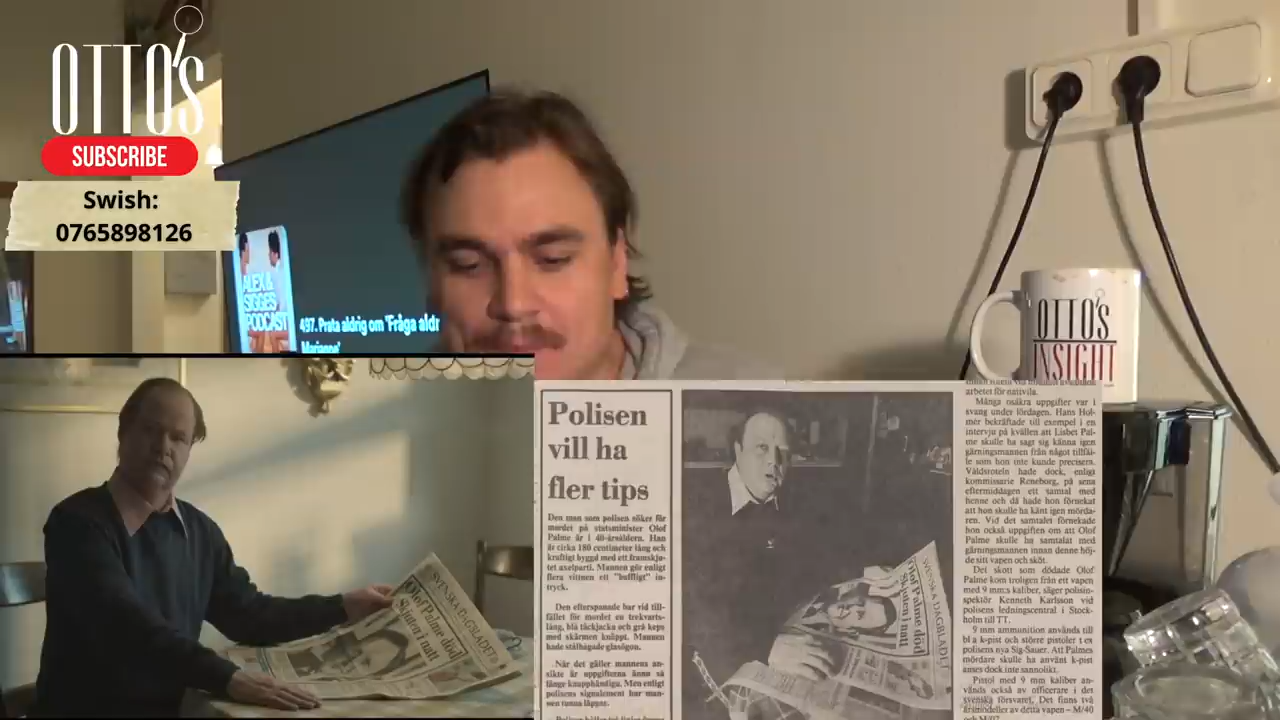 OTTO'S
SUBSCRIBE
Swish:
0765898126
ALEX &
SIGGES
PODCAST
497. Prata aldrig om 'Fråga aldr
Marianne'
OTTO'S
INSIGHT
SVENSKA DAGBLADET
Olof Palme död
Skjuten i natt
Polisen
vill ha
fler tips
Den man som polisen söker för
mordet på statsminister Olof
Palme är i 40-årsåldern. Han
är cirka 180 centimeter lång och
kraftigt byggd med ett framskju-
tet axelparti. Mannen gör enligt
flera vittnen ett "buffligt" in-
tryck.
Den efterspanade bar vid till-
fället för mordet en trekvarts-
lång, blå täckjacka och grå keps
med skärmen knäppt. Mannen
hade stålbågade glasögon.
När det gäller mannens an-
sikte är uppgifterna ännu så
länge knapphändiga. Men enligt
polisens signalement har man-
nen tunna läppar.
SVENSKA DAGBLADET
Olof Palme död
Skjuten i natt
arbetet för nativila.
Många osäkra uppgifter var i
svang under lördagen. Hans Hol-
mér bekräftade till exempel i en
intervju på kvällen att Lisbet Pal-
me skulle ha sagt sig känna igen
gärningsmannen från något tillfäl-
le som hon inte kunde precisera.
Våldsroteln hade dock, enligt
kommissarie Reneborg, på sena
eftermiddagen ett samtal med
henne och då hade hon förnekat
att hon skulle ha känt igen mörda-
ren. Vid det samtalet förnekade
hon också uppgiften om att Olof
Palme skulle ha samtalat med
gärningsmannen innan denne höj-
de sitt vapen och sköt.
Det skott som dödade Olof
Palme kom troligen från ett vapen
med 9 mm:s kaliber, säger polisin-
spektör Kenneth Karlsson vid
polisens ledningscentral i Stock-
holm till TT.
9 mm ammunition används till
bl a k-pist och större pistoler t ex
polisens nya Sig-Sauer. Att Palmes
mördare skulle ha använt k-pist
anses dock inte sannolikt.
Pistol med 9 mm kaliber an-
vänds också av officerare i det
svenska försvaret. Det finns två
årsmodeller av detta vapen – M/40
och M/07.